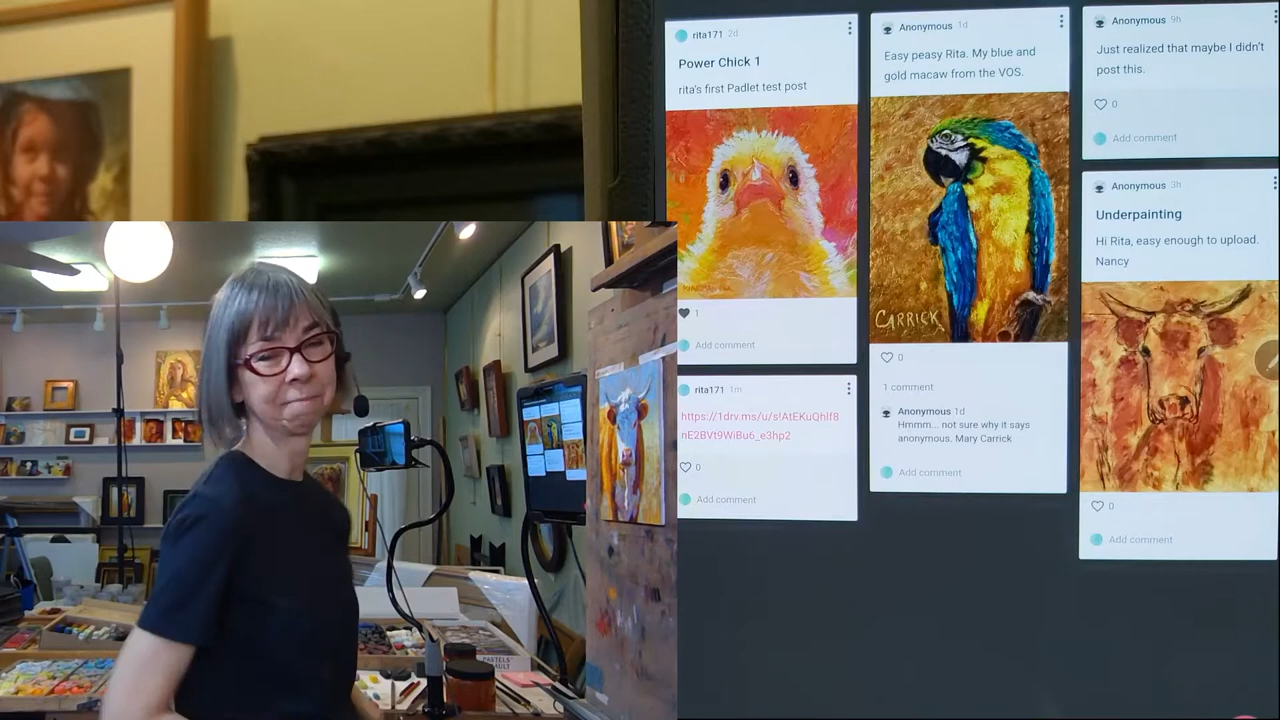 rita171 2d
Power Chick 1
rita's first Padlet test post
1
Add comment
rita171 1m
https://1drv.ms/u/s!AtEKuQhlf8
nE2BVt9WiBu6_e3hp2
0
Add comment
Anonymous 1d
Easy peasy Rita. My blue and
gold macaw from the VOS.
CARRICK
0
1 comment
Anonymous 1d
Hmmm... not sure why it says
anonymous. Mary Carrick
Add comment
Anonymous 9h
Just realized that maybe I didn't
post this.
0
Add comment
Anonymous 3h
Underpainting
Hi Rita, easy enough to upload.
Nancy
0
Add comment
PASTELS